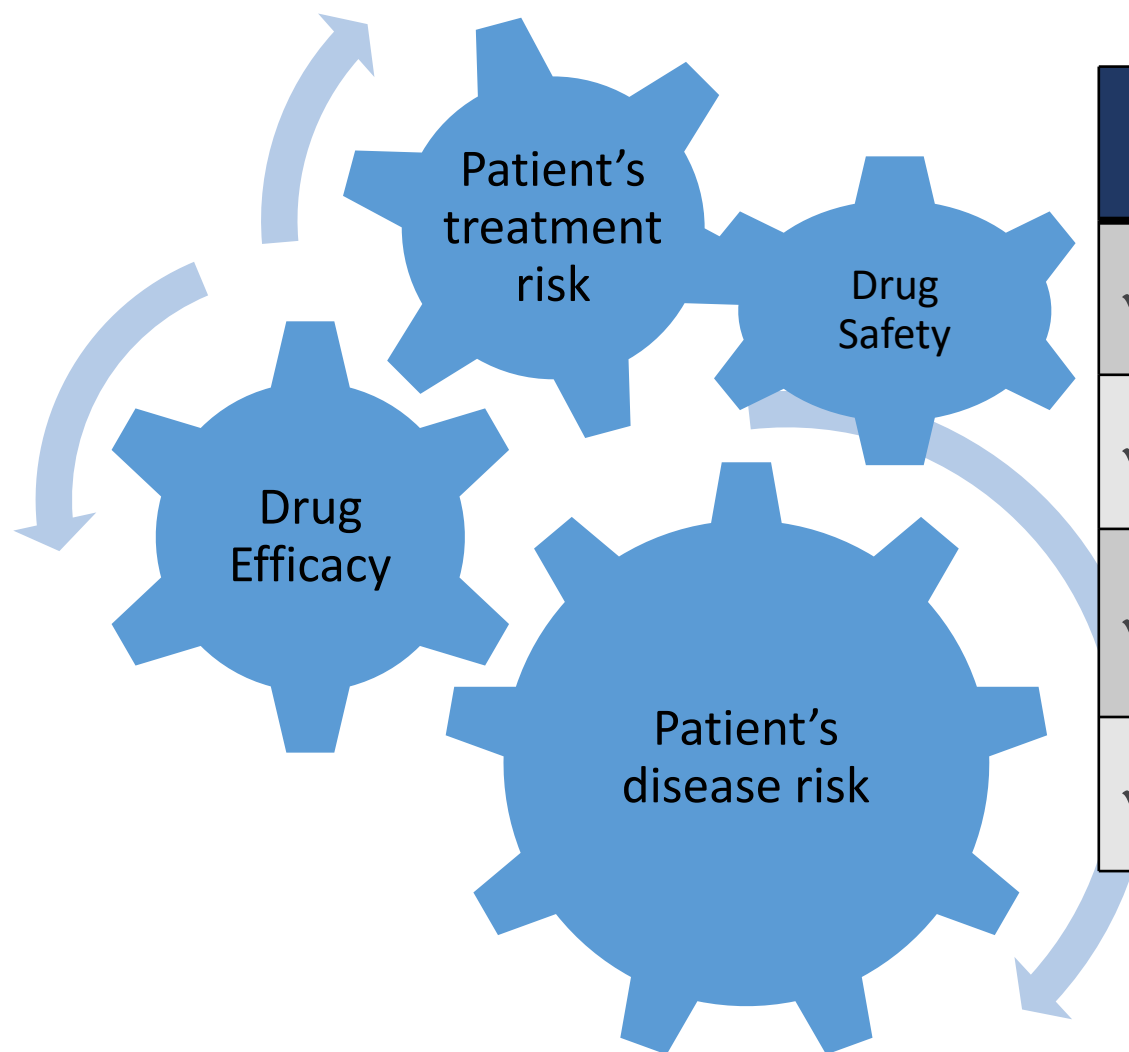 Patient’s
treatment
risk
Drug
Safety
Drug
Efficacy
Patient’s
disease risk